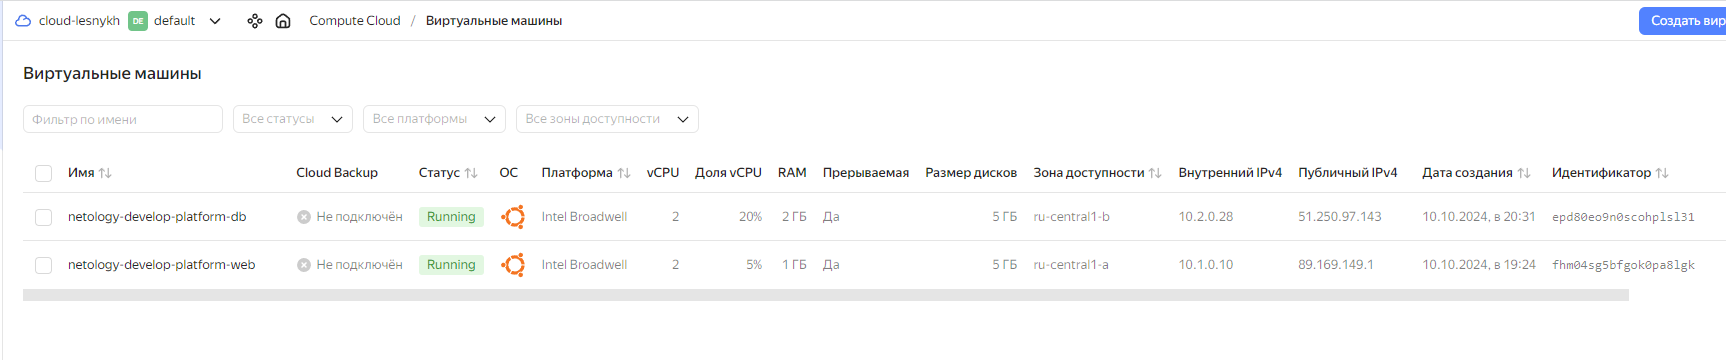 cloud-lesnykh DE default Compute Cloud / Виртуальные машины Создать вир
Виртуальные машины
Фильтр по имени Все статусы Все платформы Все зоны доступности
Имя Cloud Backup Статус ОС Платформа vCPU Доля vCPU RAM Прерываемая Размер дисков Зона доступности Внутренний IPv4 Публичный IPv4 Дата создания Идентификатор
netology-develop-platform-db Не подключён Running Intel Broadwell 2 20% 2 ГБ Да 5 ГБ ru-central1-b 10.2.0.28 51.250.97.143 10.10.2024, в 20:31 epd80eo9n0scohplsl31
netology-develop-platform-web Не подключён Running Intel Broadwell 2 5% 1 ГБ Да 5 ГБ ru-central1-a 10.1.0.10 89.169.149.1 10.10.2024, в 19:24 fhm04sg5bfgok0pa8lgk